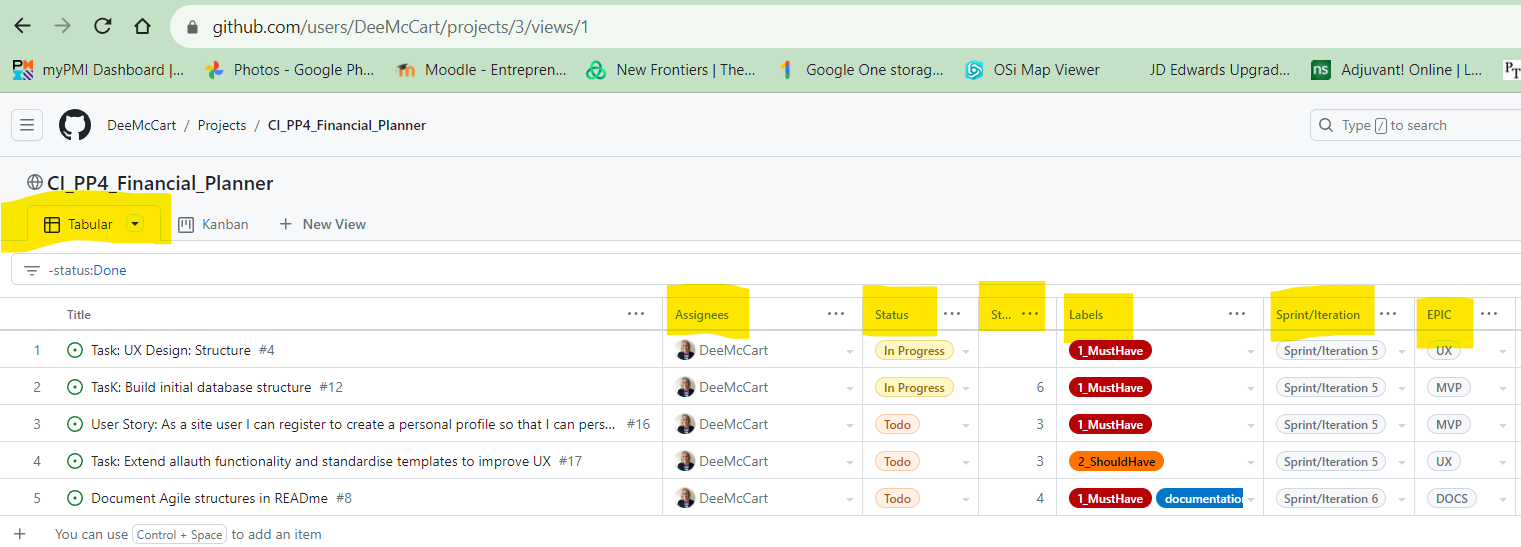 github.com/users/DeeMcCart/projects/3/views/1
myPMI Dashboard |... Photos - Google Ph... Moodle - Entrepren... New Frontiers | The... Google One storag... OSi Map Viewer JD Edwards Upgrad... ns Adjuvant! Online | L... PT
DeeMcCart / Projects / CI_PP4_Financial_Planner Type / to search
CI_PP4_Financial_Planner
Tabular Kanban + New View
-status:Done
Title ... Assignees ... Status ... St... ... Labels ... Sprint/Iteration ... EPIC ...
1 Task: UX Design: Structure #4 DeeMcCart In Progress 1_MustHave Sprint/Iteration 5 UX
2 TasK: Build initial database structure #12 DeeMcCart In Progress 6 1_MustHave Sprint/Iteration 5 MVP
3 User Story: As a site user I can register to create a personal profile so that I can pers... #16 DeeMcCart Todo 3 1_MustHave Sprint/Iteration 5 MVP
4 Task: Extend allauth functionality and standardise templates to improve UX #17 DeeMcCart Todo 3 2_ShouldHave Sprint/Iteration 5 UX
5 Document Agile structures in READme #8 DeeMcCart Todo 4 1_MustHave documentation Sprint/Iteration 6 DOCS
+ You can use Control + Space to add an item